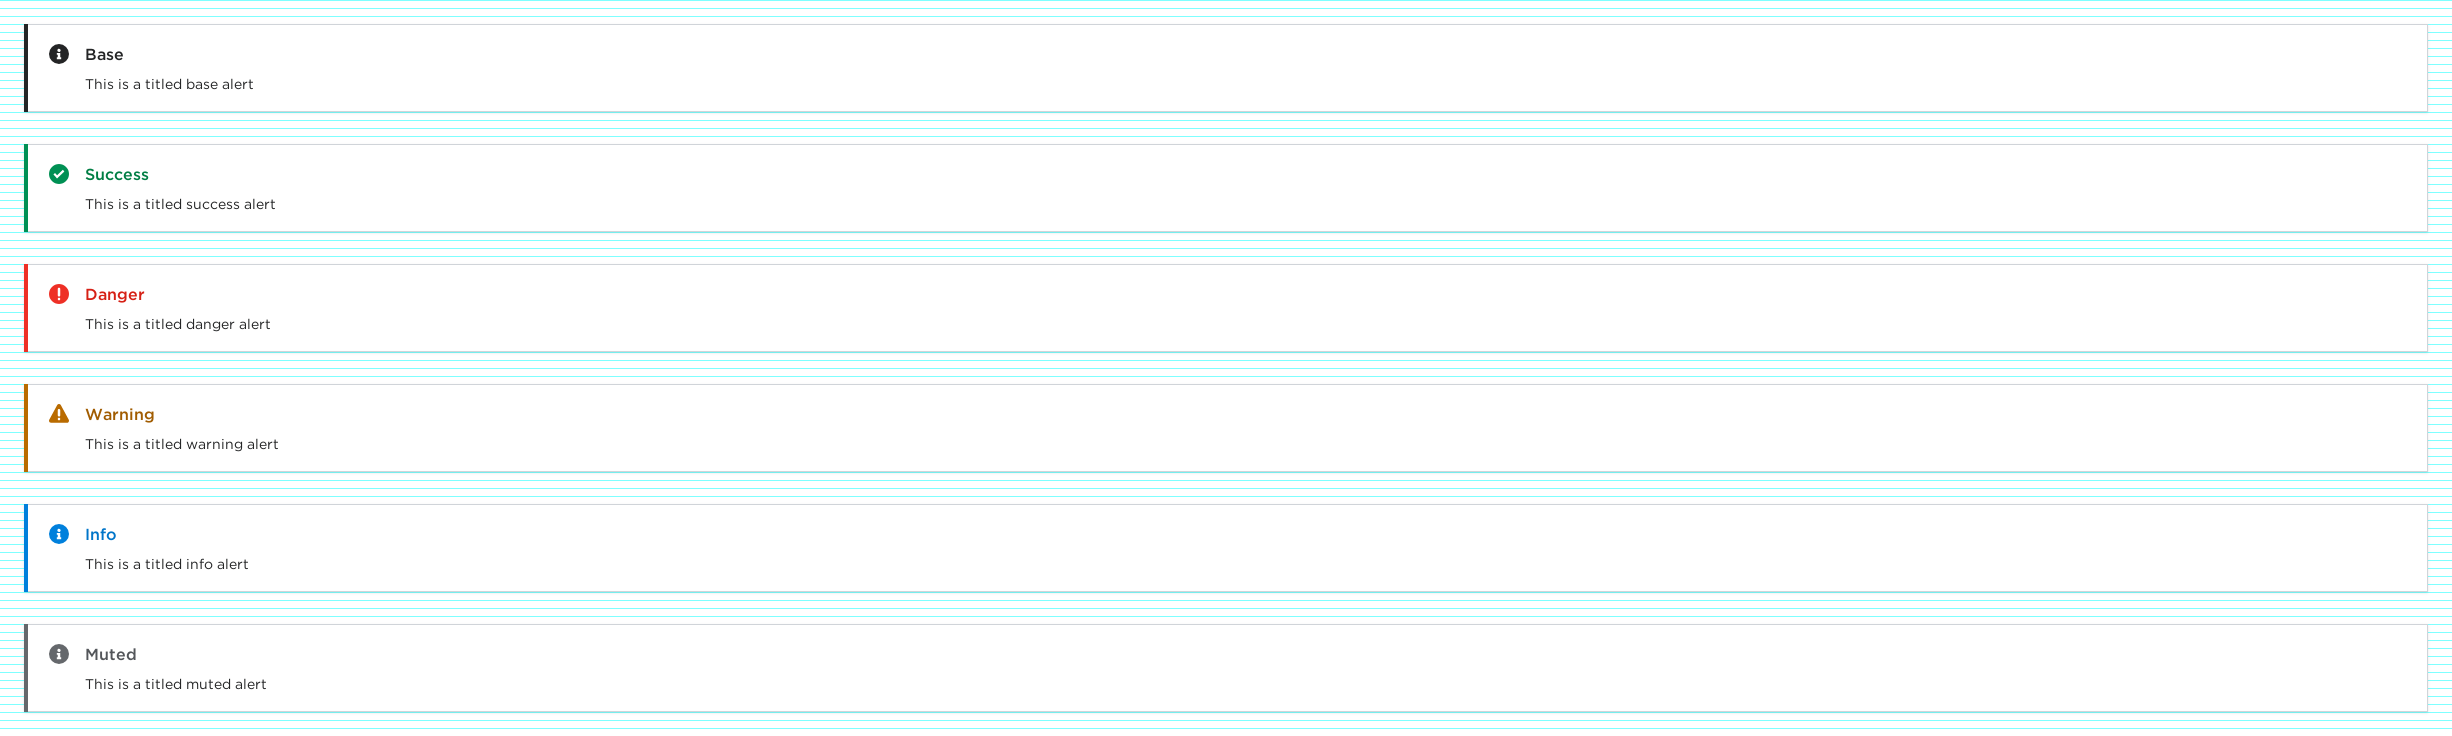 Base
This is a titled base alert
Success
This is a titled success alert
Danger
This is a titled danger alert
Warning
This is a titled warning alert
Info
This is a titled info alert
Muted
This is a titled muted alert